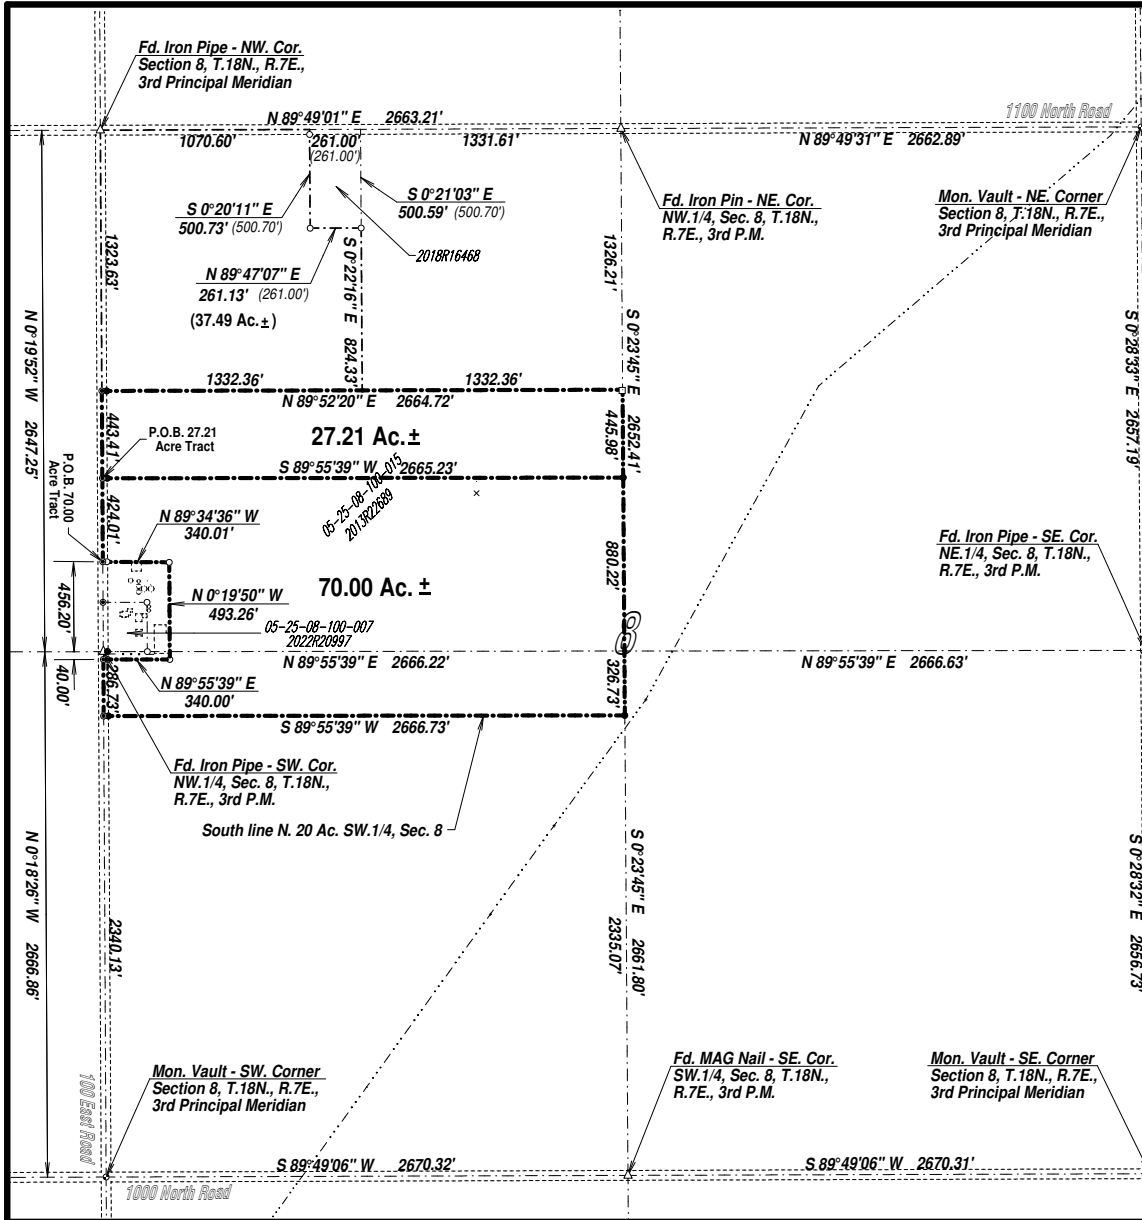 Fd. Iron Pipe - NW. Cor.
Section 8, T.18N., R.7E.,
3rd Principal Meridian
1100 North Road
N 89°49'01" E 2663.21'
1070.60'
261.00'
(261.00')
1331.61'
N 89°49'31" E 2662.89'
S 0°20'11" E
500.73' (500.70')
S 0°21'03" E
500.59' (500.70')
Fd. Iron Pin - NE. Cor.
NW.1/4, Sec. 8, T.18N.,
R.7E., 3rd P.M.
Mon. Vault - NE. Corner
Section 8, T.18N., R.7E.,
3rd Principal Meridian
2018R16468
1323.63'
N 89°47'07" E
261.13' (261.00')
(37.49 Ac.±)
S 0°22'16" E 824.33'
1326.21'
N 0°19'52" W 2647.25'
S 0°23'45" E 2652.41'
S 0°28'33" E 2657.19'
1332.36'
1332.36'
N 89°52'20" E 2664.72'
443.41'
P.O.B. 27.21
Acre Tract
27.21 Ac.±
445.98'
S 89°55'39" W 2665.23'
05-25-08-100-015
2013R22689
P.O.B. 70.00
Acre Tract
424.01'
N 89°34'36" W
340.01'
880.22'
Fd. Iron Pipe - SE. Cor.
NE.1/4, Sec. 8, T.18N.,
R.7E., 3rd P.M.
70.00 Ac. ±
456.20'
N 0°19'50" W
493.26'
05-25-08-100-007
2022R20997
8
N 89°55'39" E 2666.22'
N 89°55'39" E 2666.63'
40.00'
286.73'
N 89°55'39" E
340.00'
326.73'
S 89°55'39" W 2666.73'
Fd. Iron Pipe - SW. Cor.
NW.1/4, Sec. 8, T.18N.,
R.7E., 3rd P.M.
South line N. 20 Ac. SW.1/4, Sec. 8
N 0°18'26" W 2666.86'
2340.13'
S 0°23'45" E 2661.80'
2335.07'
S 0°28'32" E 2656.73'
Mon. Vault - SW. Corner
Section 8, T.18N., R.7E.,
3rd Principal Meridian
Fd. MAG Nail - SE. Cor.
SW.1/4, Sec. 8, T.18N.,
R.7E., 3rd P.M.
Mon. Vault - SE. Corner
Section 8, T.18N., R.7E.,
3rd Principal Meridian
100 East Road
S 89°49'06" W 2670.32'
S 89°49'06" W 2670.31'
1000 North Road